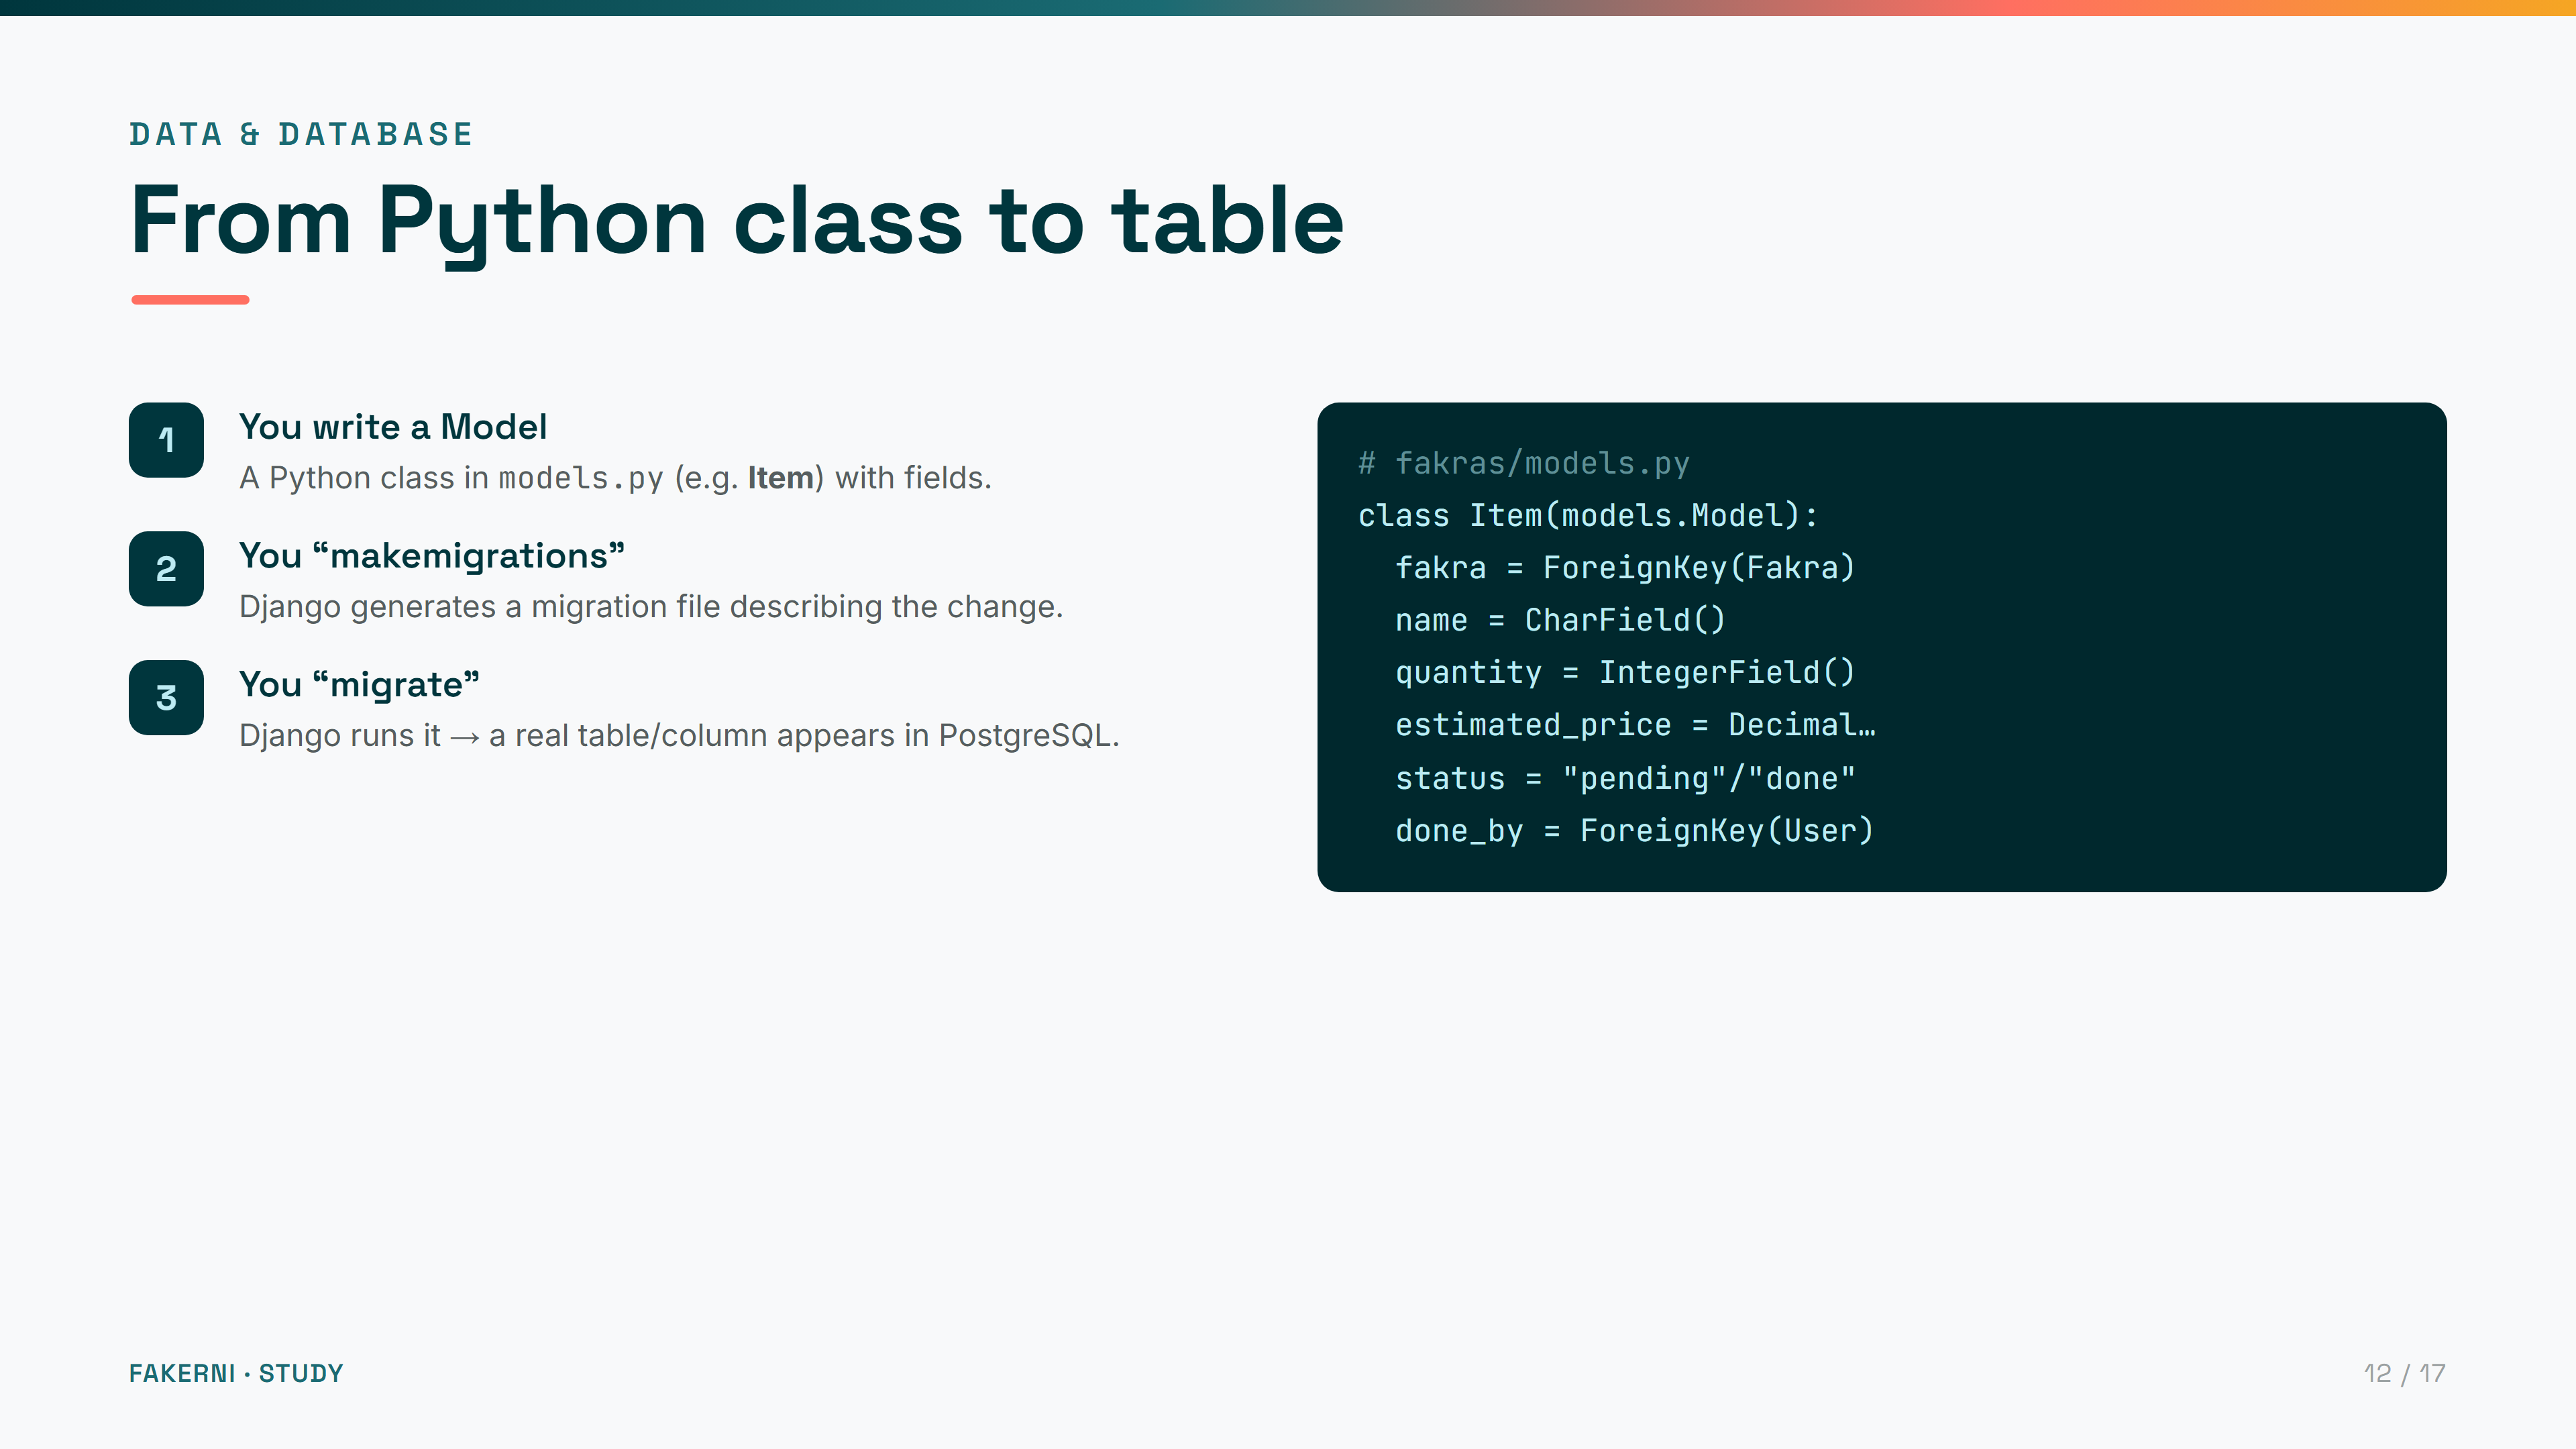 DATA & DATABASE
From Python class to table
1
You write a Model
A Python class in models.py (e.g. Item) with fields.
2
You “makemigrations”
Django generates a migration file describing the change.
3
You “migrate”
Django runs it → a real table/column appears in PostgreSQL.
# fakras/models.py
class Item(models.Model):
  fakra = ForeignKey(Fakra)
  name = CharField()
  quantity = IntegerField()
  estimated_price = Decimal…
  status = "pending"/"done"
  done_by = ForeignKey(User)
FAKERNI · STUDY
12 / 17